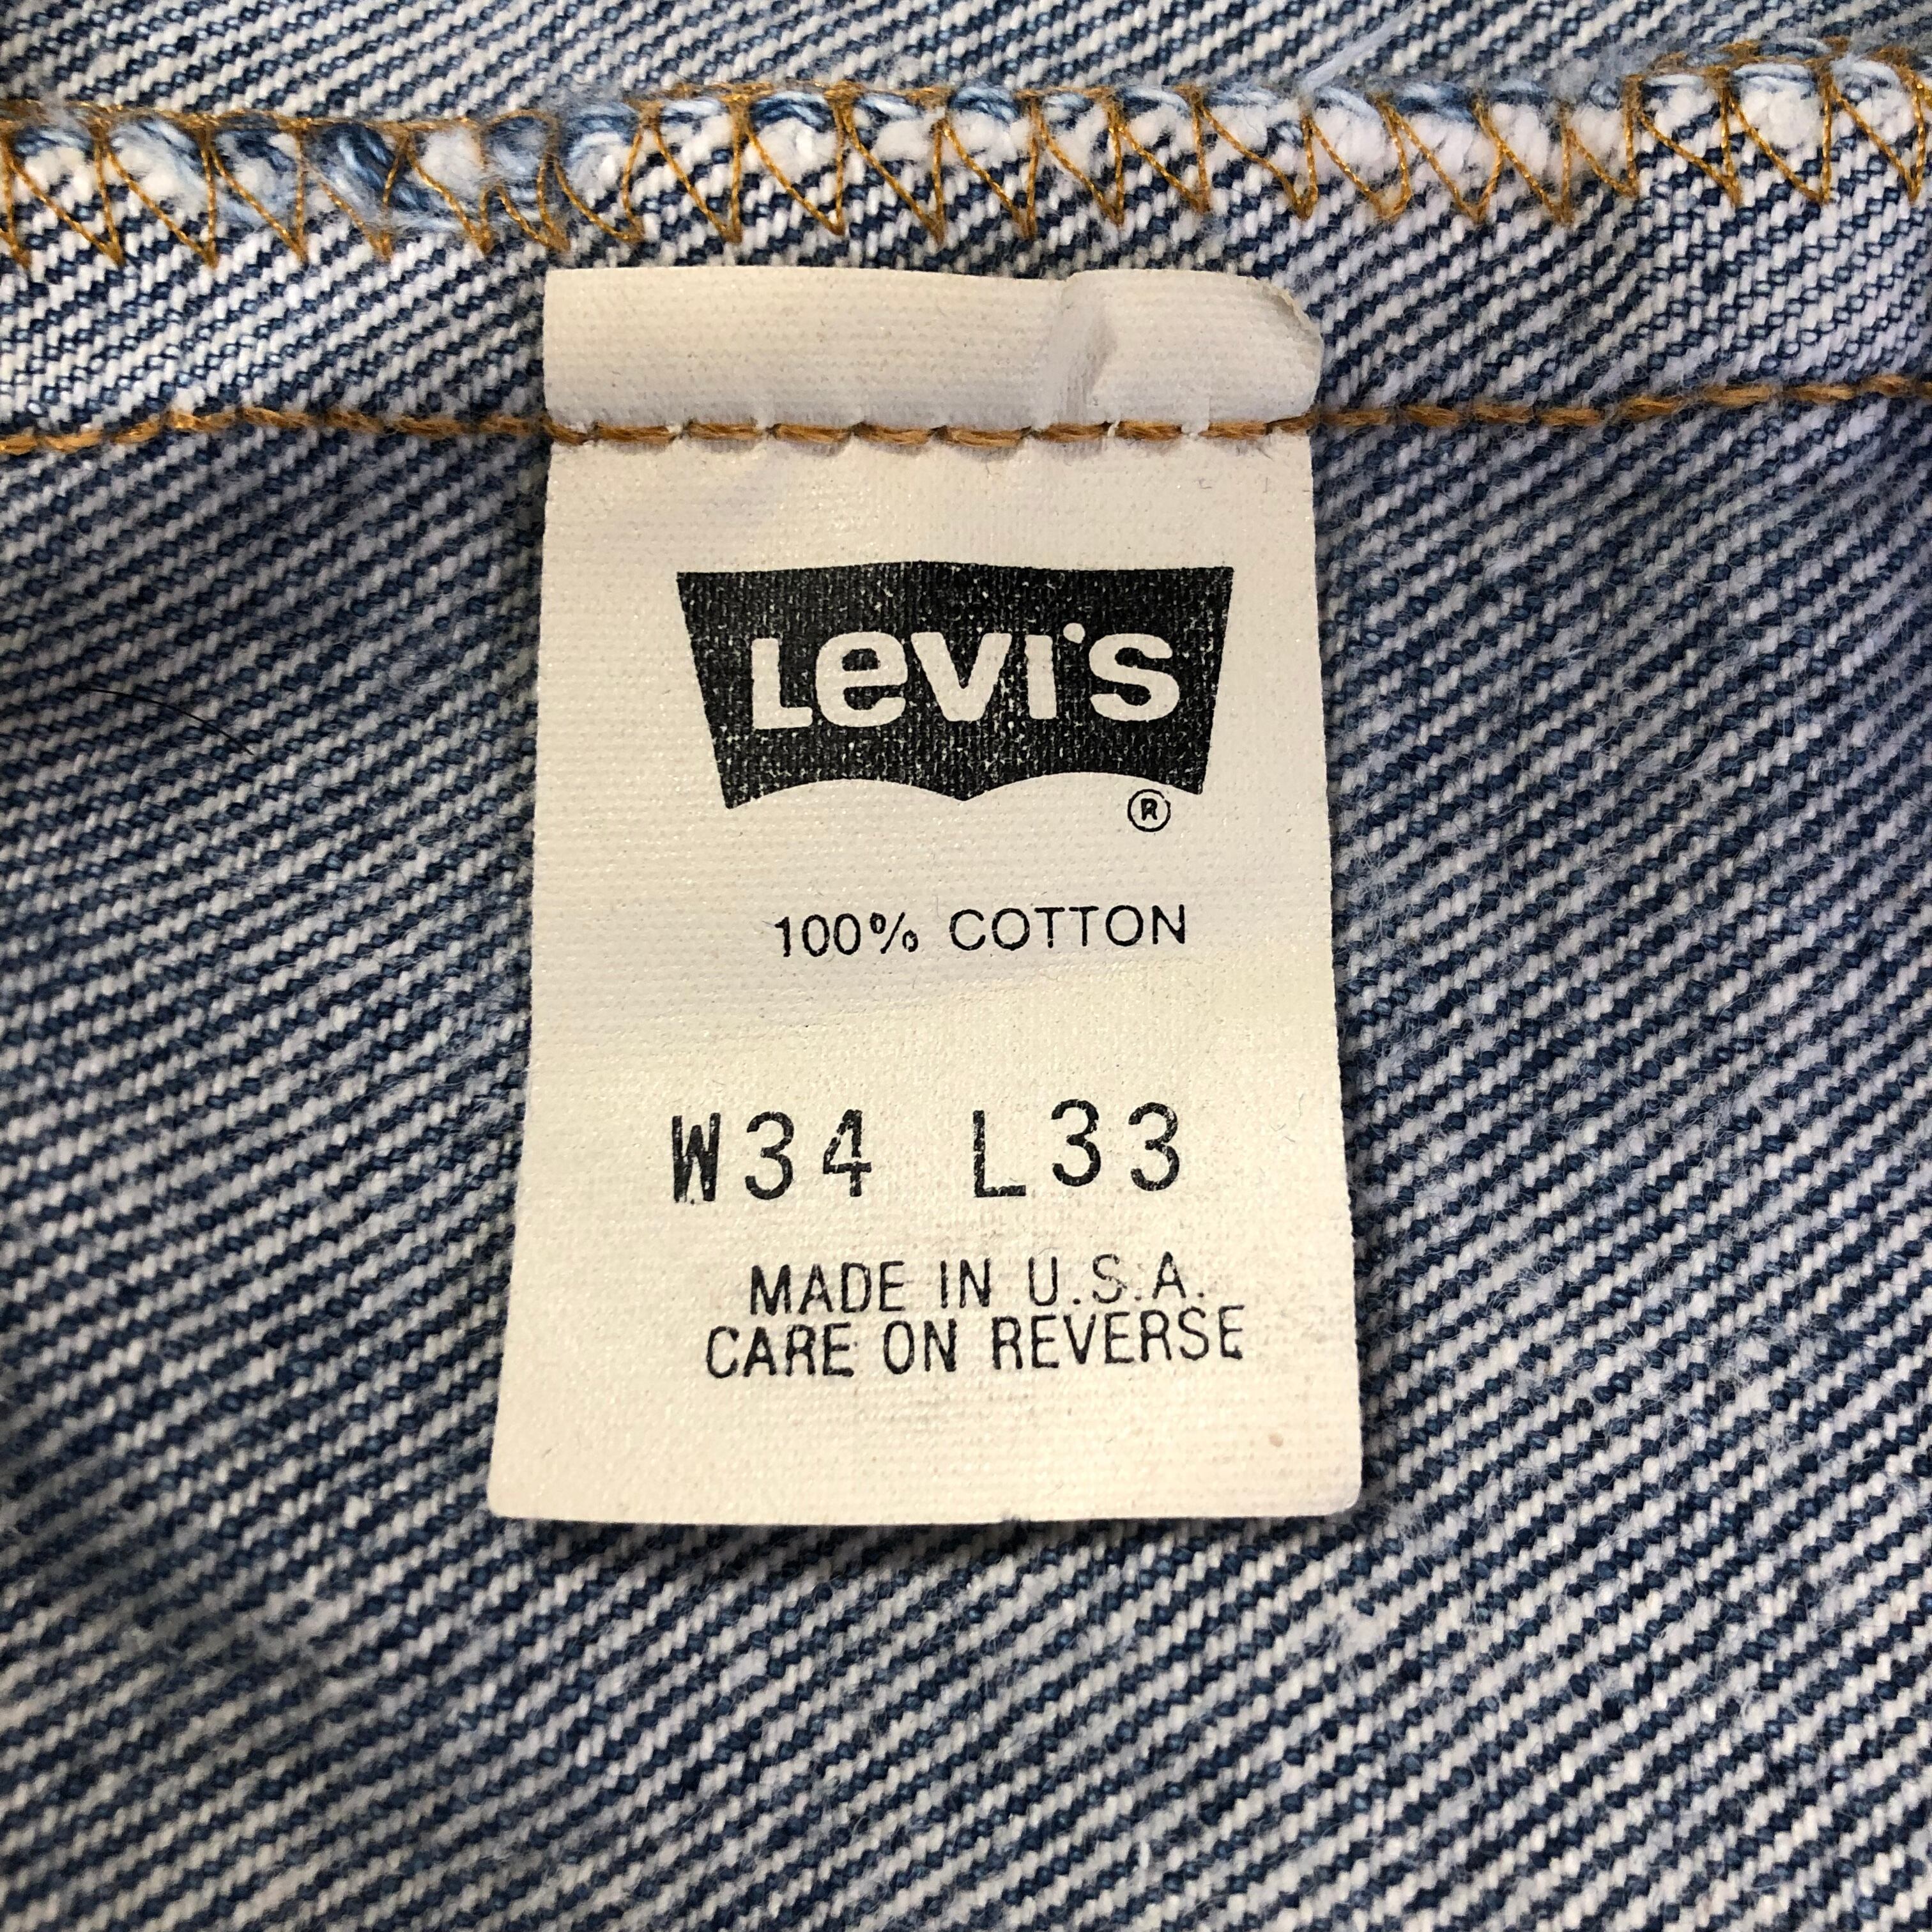 Levi's
®
100% COTTON
W34 L33
MADE IN U.S.A.
CARE ON REVERSE